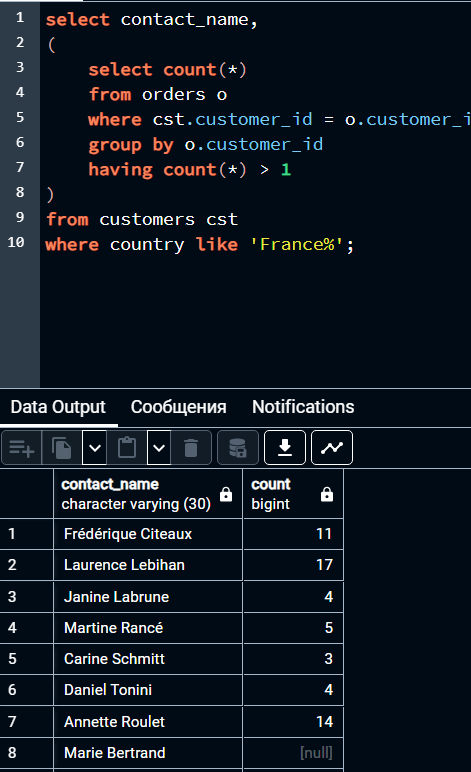 1 select contact_name,
2 (
3 select count(*)
4 from orders o
5 where cst.customer_id = o.customer_i
6 group by o.customer_id
7 having count(*) > 1
8 )
9 from customers cst
10 where country like 'France%';
Data Output Сообщения Notifications
contact_name count
character varying (30) bigint
1 Frédérique Citeaux 11
2 Laurence Lebihan 17
3 Janine Labrune 4
4 Martine Rancé 5
5 Carine Schmitt 3
6 Daniel Tonini 4
7 Annette Roulet 14
8 Marie Bertrand [null]